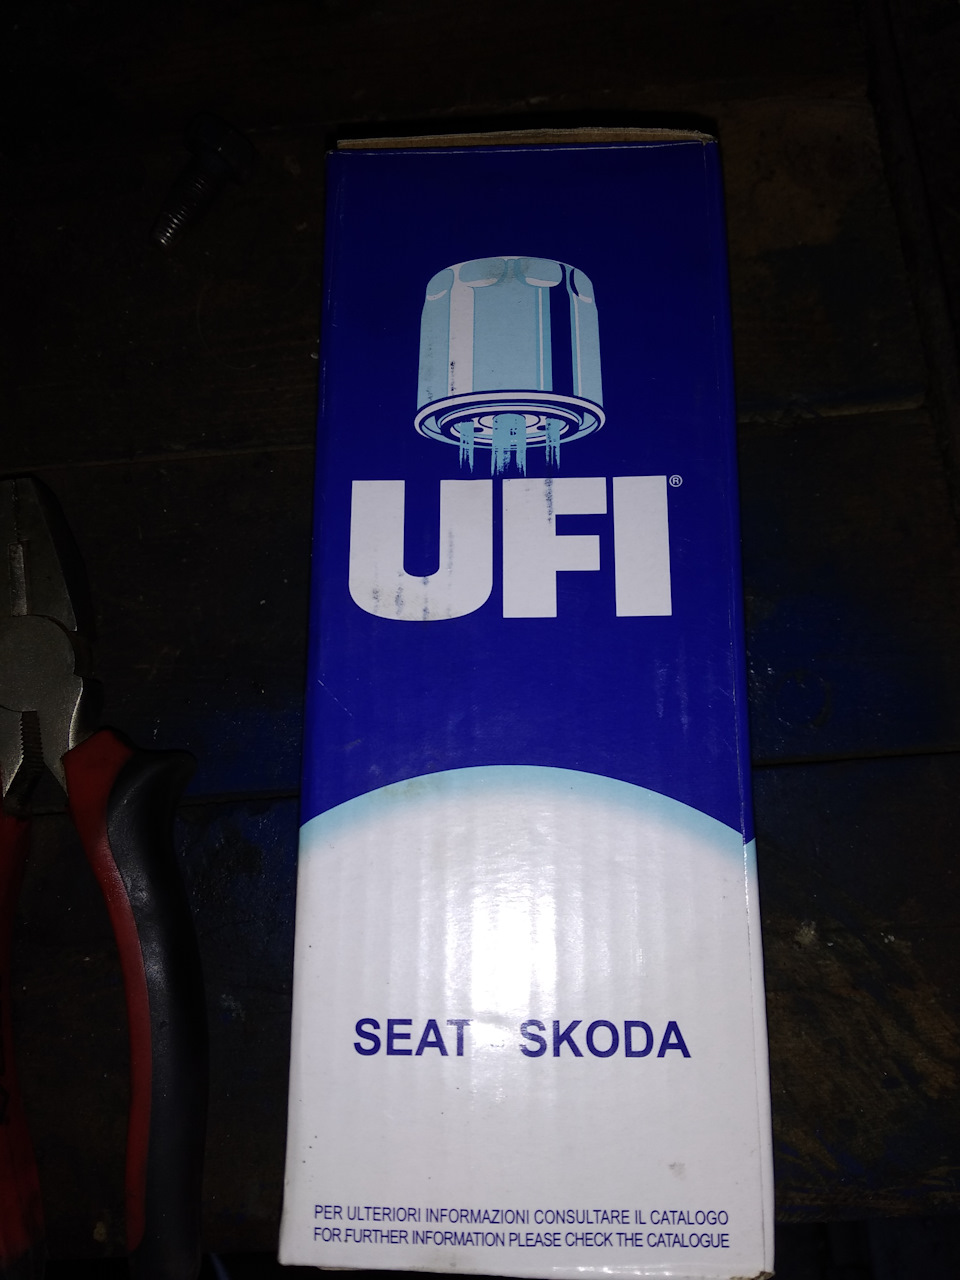 UFI®
SEAT - SKODA
PER ULTERIORI INFORMAZIONI CONSULTARE IL CATALOGO
FOR FURTHER INFORMATION PLEASE CHECK THE CATALOGUE